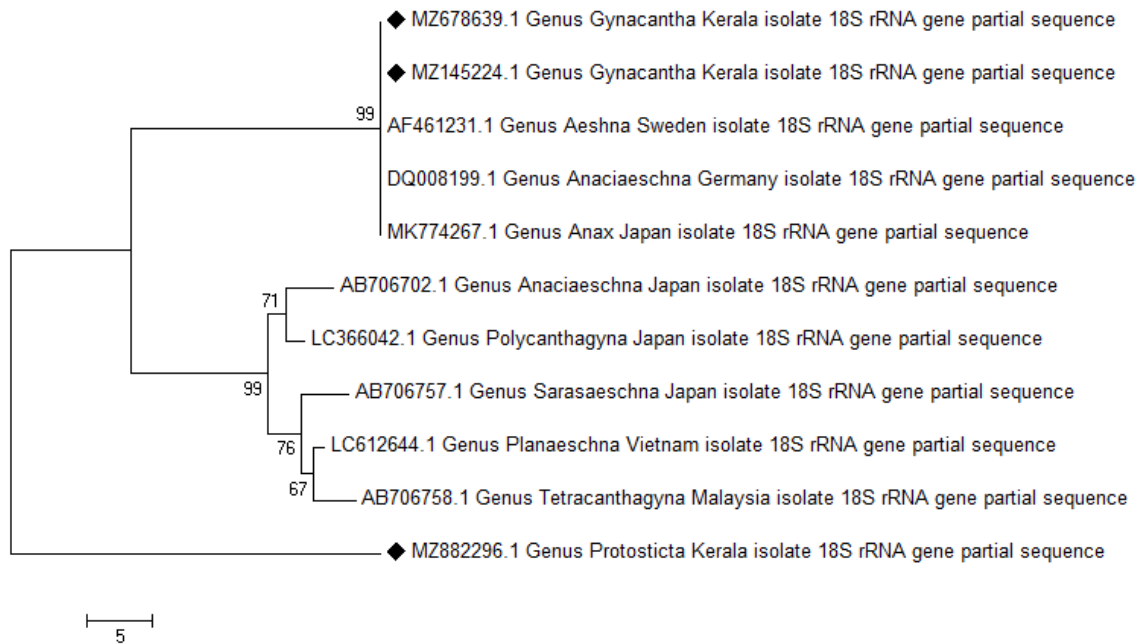 ◆ MZ678639.1 Genus Gynacantha Kerala isolate 18S rRNA gene partial sequence
◆ MZ145224.1 Genus Gynacantha Kerala isolate 18S rRNA gene partial sequence
99
AF461231.1 Genus Aeshna Sweden isolate 18S rRNA gene partial sequence
DQ008199.1 Genus Anaciaeschna Germany isolate 18S rRNA gene partial sequence
MK774267.1 Genus Anax Japan isolate 18S rRNA gene partial sequence
AB706702.1 Genus Anaciaeschna Japan isolate 18S rRNA gene partial sequence
71
LC366042.1 Genus Polycanthagyna Japan isolate 18S rRNA gene partial sequence
99
AB706757.1 Genus Sarasaeschna Japan isolate 18S rRNA gene partial sequence
76
LC612644.1 Genus Planaeschna Vietnam isolate 18S rRNA gene partial sequence
67
AB706758.1 Genus Tetracanthagyna Malaysia isolate 18S rRNA gene partial sequence
◆ MZ882296.1 Genus Protosticta Kerala isolate 18S rRNA gene partial sequence
5